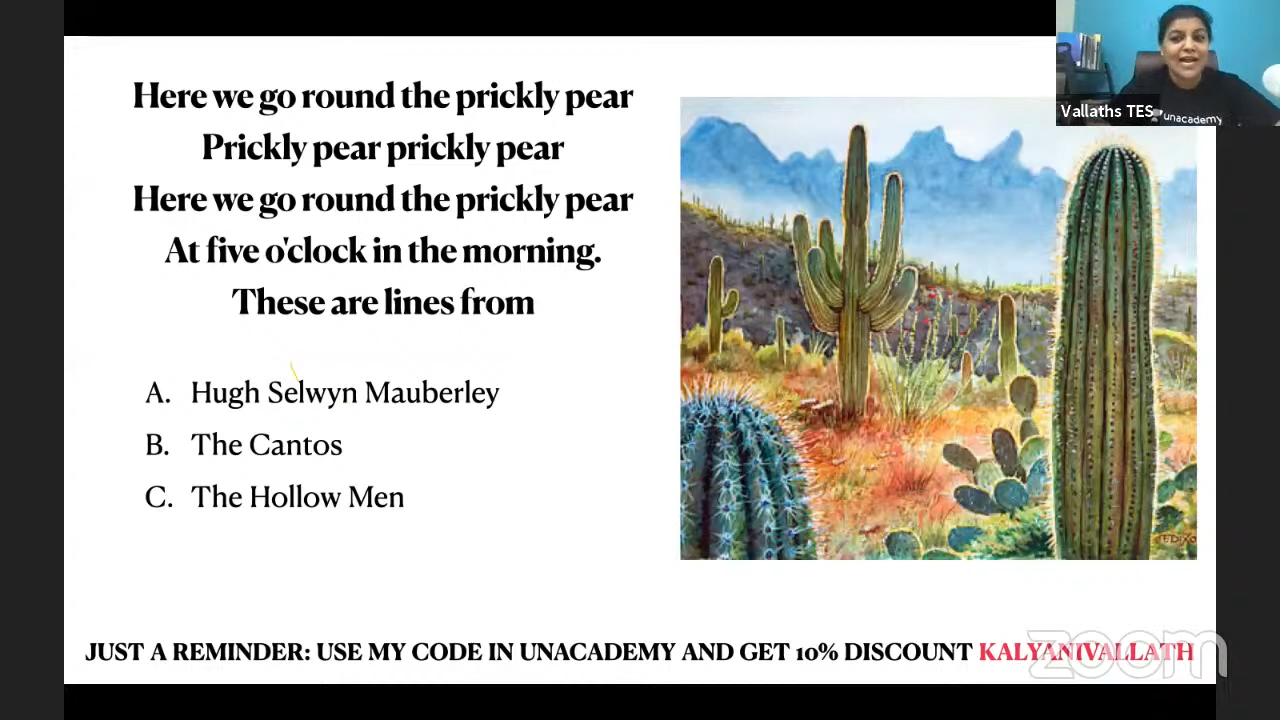 Here we go round the prickly pear
Prickly pear prickly pear
Here we go round the prickly pear
At five o'clock in the morning.
These are lines from
A. Hugh Selwyn Mauberley
B. The Cantos
C. The Hollow Men
JUST A REMINDER: USE MY CODE IN UNACADEMY AND GET 10% DISCOUNT KALYANIVALLATH
Vallaths TES
unacademy
zoom